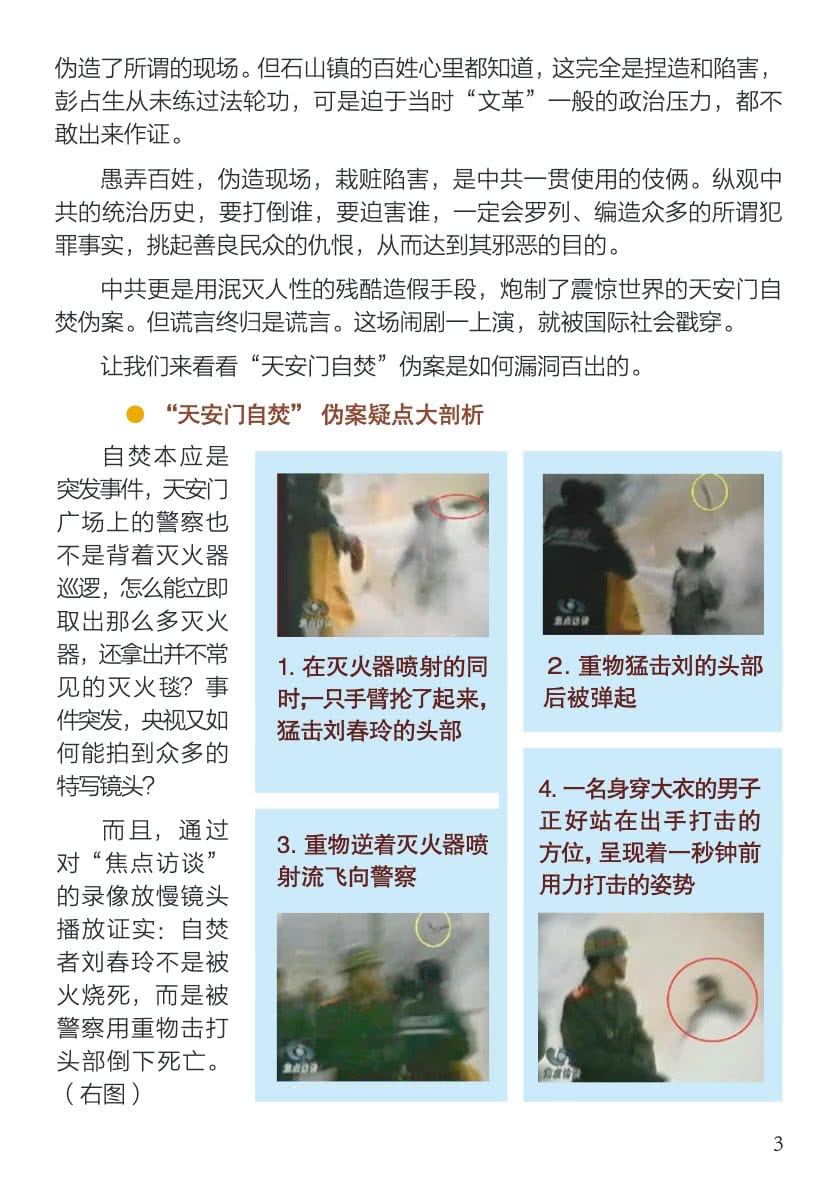 伪造了所谓的现场。但石山镇的百姓心里都知道，这完全是捏造和陷害，
彭占生从未练过法轮功，可是迫于当时“文革”一般的政治压力，都不
敢出来作证。
愚弄百姓，伪造现场，栽赃陷害，是中共一贯使用的伎俩。纵观中
共的统治历史，要打倒谁，要迫害谁，一定会罗列、编造众多的所谓犯
罪事实，挑起善良民众的仇恨，从而达到其邪恶的目的。
中共更是用泯灭人性的残酷造假手段，炮制了震惊世界的天安门自
焚伪案。但谎言终归是谎言。这场闹剧一上演，就被国际社会戳穿。
让我们来看看“天安门自焚”伪案是如何漏洞百出的。
● “天安门自焚” 伪案疑点大剖析
自焚本应是
突发事件，天安门
广场上的警察也
不是背着灭火器
巡逻，怎么能立即
取出那么多灭火
器，还拿出并不常
见的灭火毯？事
件突发，央视又如
何能拍到众多的
特写镜头？
而且，通过
对“焦点访谈”
的录像放慢镜头
播放证实：自焚
者刘春玲不是被
火烧死，而是被
警察用重物击打
头部倒下死亡。
（右图）
焦点访谈
1. 在灭火器喷射的同
时，一只手臂抡了起来，
猛击刘春玲的头部
焦点访谈
2. 重物猛击刘的头部
后被弹起
3. 重物逆着灭火器喷
射流飞向警察
焦点访谈
4. 一名身穿大衣的男子
正好站在出手打击的
方位，呈现着一秒钟前
用力打击的姿势
焦点访谈
3